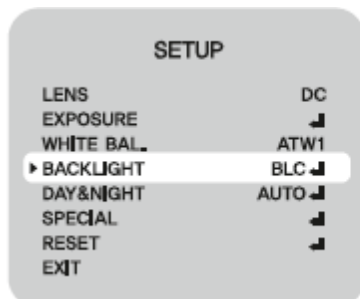 SETUP
LENS DC
EXPOSURE ↲
WHITE BAL. ATW1
▸ BACKLIGHT BLC ↲
DAY&NIGHT AUTO ↲
SPECIAL ↲
RESET ↲
EXIT